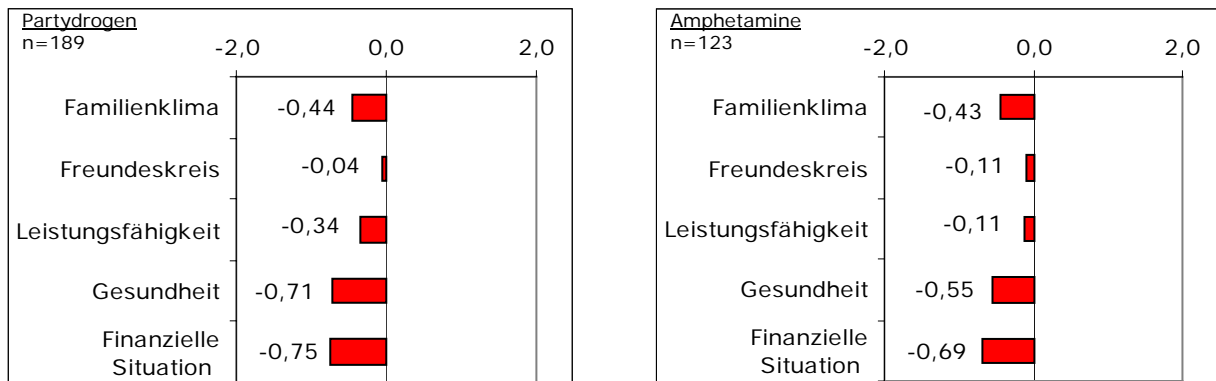 Partydrogen
n=189
-2,0 0,0 2,0
Familienklima -0,44
Freundeskreis -0,04
Leistungsfähigkeit -0,34
Gesundheit -0,71
Finanzielle
Situation -0,75
Amphetamine
n=123
-2,0 0,0 2,0
Familienklima -0,43
Freundeskreis -0,11
Leistungsfähigkeit -0,11
Gesundheit -0,55
Finanzielle
Situation -0,69